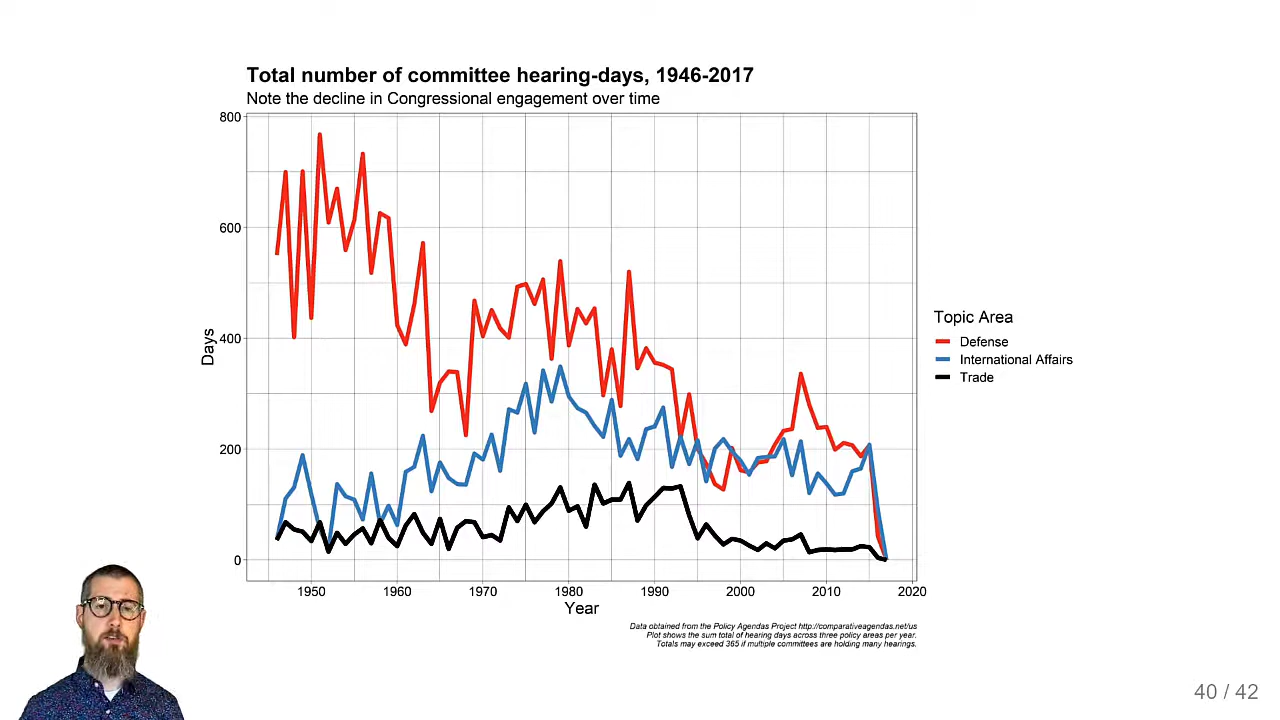 Total number of committee hearing-days, 1946-2017
Note the decline in Congressional engagement over time
800
600
400
200
0
Days
1950 1960 1970 1980 1990 2000 2010 2020
Year
Topic Area
Defense
International Affairs
Trade
Data obtained from the Policy Agendas Project http://comparativeagendas.net/us
Plot shows the sum total of hearing days across three policy areas per year.
Totals may exceed 365 if multiple committees are holding many hearings.
40 / 42